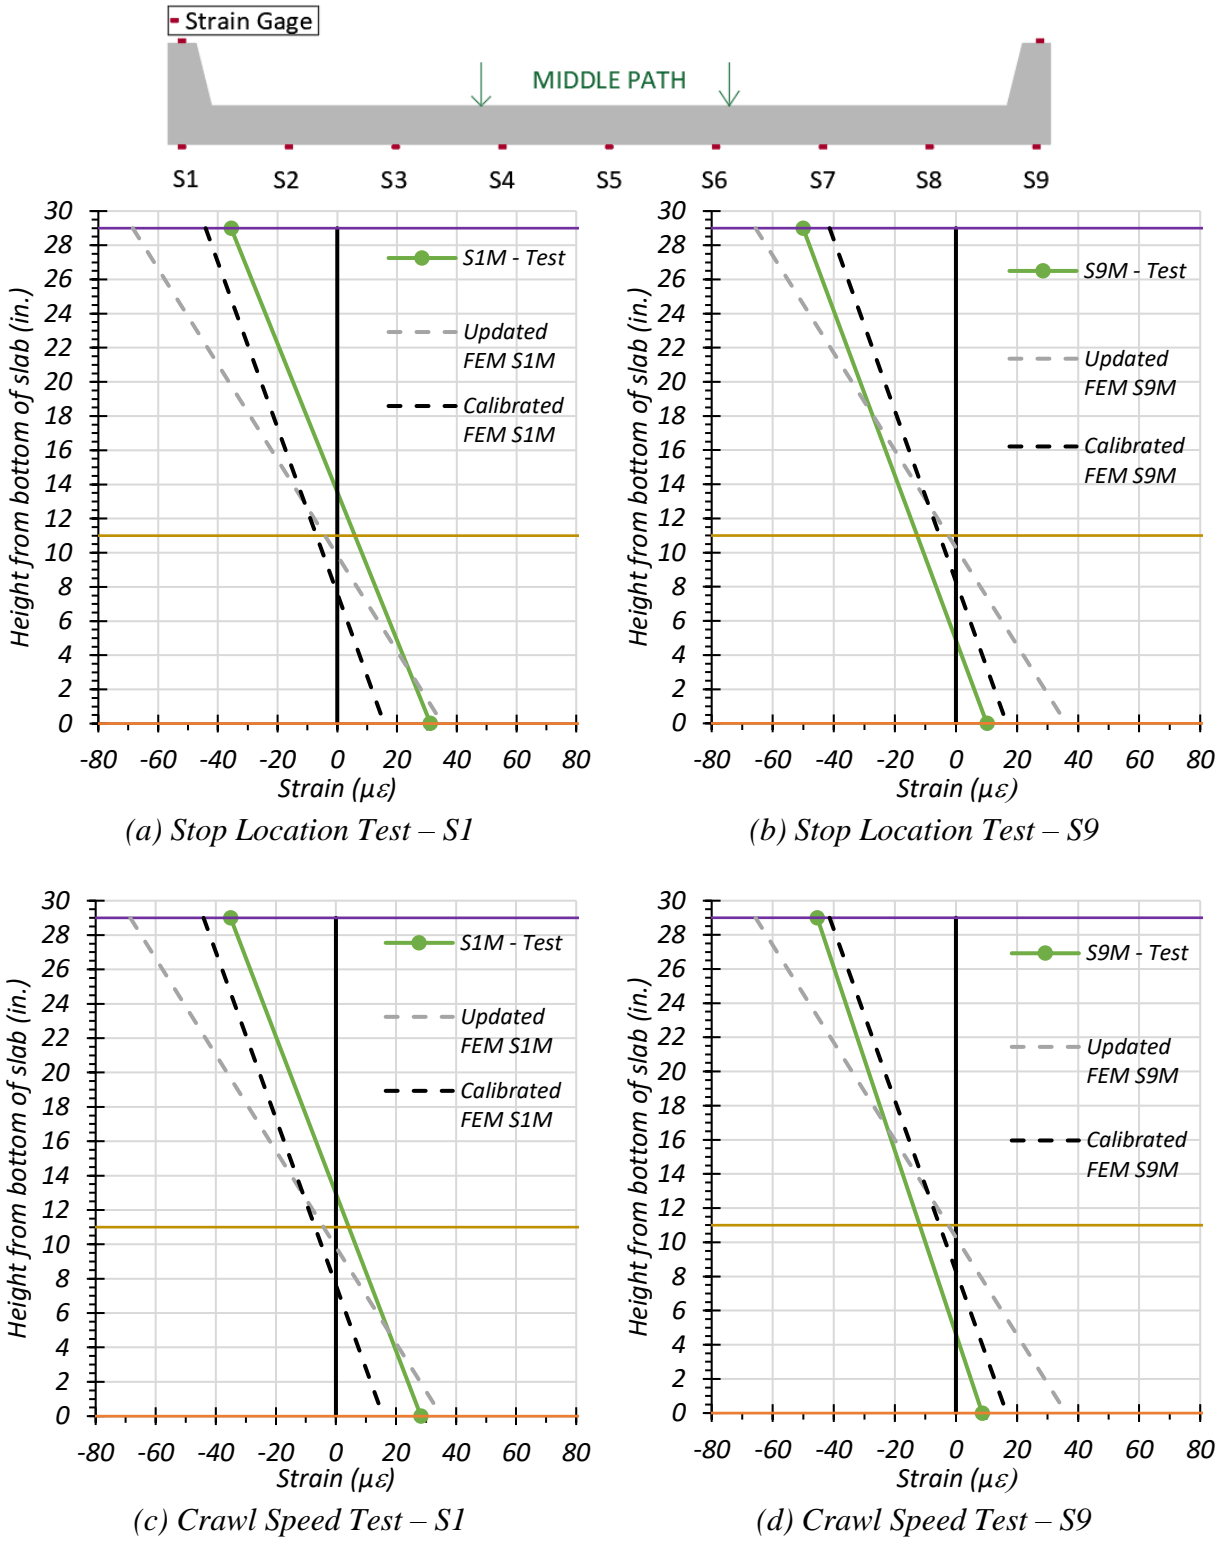 Strain Gage
MIDDLE PATH
S1 S2 S3 S4 S5 S6 S7 S8 S9
Height from bottom of slab (in.)
30
28
26
24
22
20
18
16
14
12
10
8
6
4
2
0
S1M - Test
Updated
FEM S1M
Calibrated
FEM S1M
-80 -60 -40 -20 0 20 40 60 80
Strain (με)
(a) Stop Location Test – S1
Height from bottom of slab (in.)
30
28
26
24
22
20
18
16
14
12
10
8
6
4
2
0
S9M - Test
Updated
FEM S9M
Calibrated
FEM S9M
-80 -60 -40 -20 0 20 40 60 80
Strain (με)
(b) Stop Location Test – S9
Height from bottom of slab (in.)
30
28
26
24
22
20
18
16
14
12
10
8
6
4
2
0
S1M - Test
Updated
FEM S1M
Calibrated
FEM S1M
-80 -60 -40 -20 0 20 40 60 80
Strain (με)
(c) Crawl Speed Test – S1
Height from bottom of slab (in.)
30
28
26
24
22
20
18
16
14
12
10
8
6
4
2
0
S9M - Test
Updated
FEM S9M
Calibrated
FEM S9M
-80 -60 -40 -20 0 20 40 60 80
Strain (με)
(d) Crawl Speed Test – S9